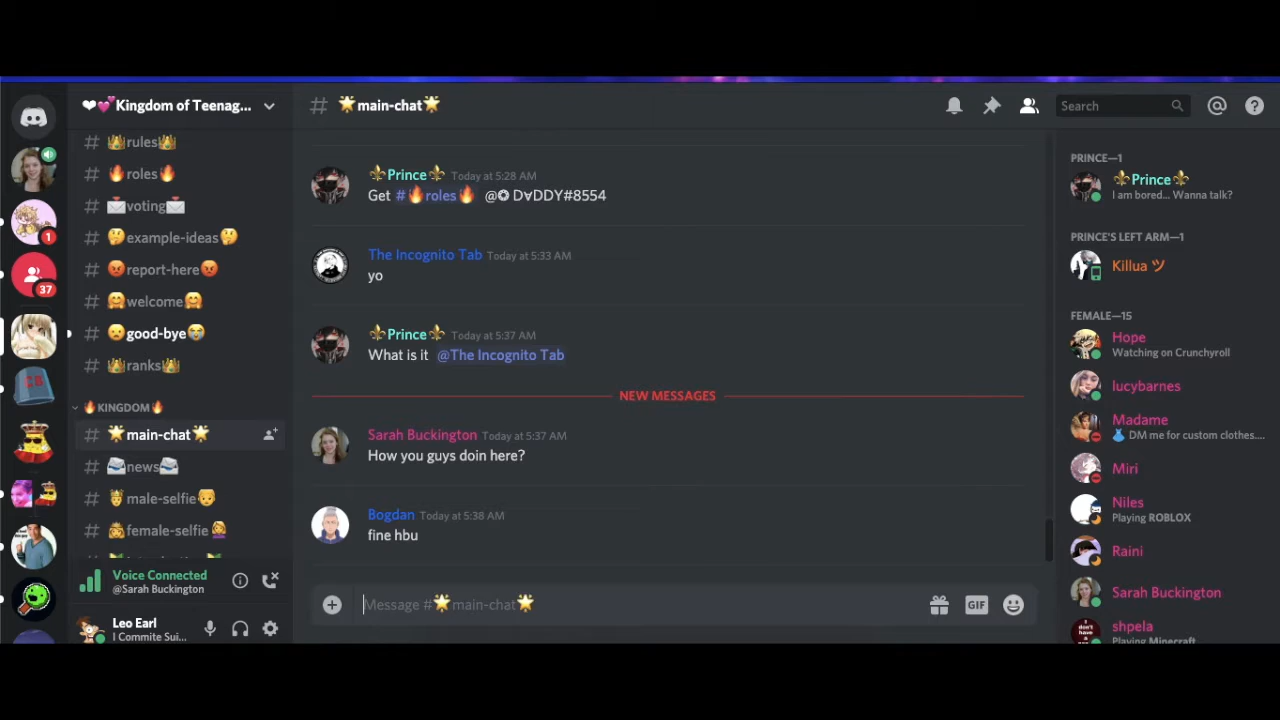 ❤💕Kingdom of Teenag...
# 🌟main-chat🌟
Search
# 👑rules👑
# 🔥roles🔥
# 💌voting💌
# 🤔example-ideas🤔
# 😡report-here😡
# 🤗welcome🤗
# 😦good-bye😭
# 👑ranks👑
🔥KINGDOM🔥
# 🌟main-chat🌟
# 📨news📨
# 🤴male-selfie👴
# 👸female-selfie🤦‍♀️
Voice Connected
@Sarah Buckington
Leo Earl
I Commite Sui...
1
37
CB
⚜Prince⚜ Today at 5:28 AM
Get #🔥roles🔥 @✪ D∀DDY#8554
The Incognito Tab Today at 5:33 AM
yo
⚜Prince⚜ Today at 5:37 AM
What is it @The Incognito Tab
NEW MESSAGES
Sarah Buckington Today at 5:37 AM
How you guys doin here?
Bogdan Today at 5:38 AM
fine hbu
Message #🌟main-chat🌟
GIF
PRINCE—1
⚜Prince⚜
I am bored... Wanna talk?
PRINCE'S LEFT ARM—1
Killua ツ
FEMALE—15
Hope
Watching on Crunchyroll
lucybarnes
Madame
👗 DM me for custom clothes....
Miri
Niles
Playing ROBLOX
Raini
Sarah Buckington
shpela
Playing Minecraft